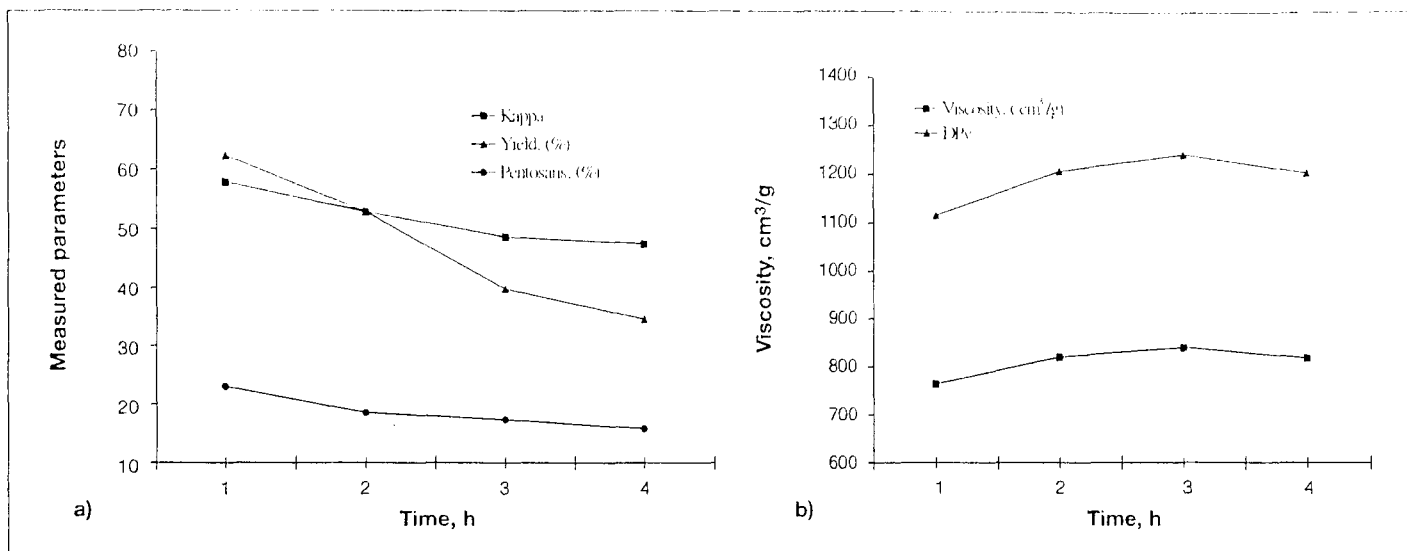 80
70
60
50
40
30
20
10
Measured parameters
Kappa
Yield, (%)
Pentosans, (%)
1 2 3 4
Time, h
a)
1400
1300
1200
1100
1000
900
800
700
600
Viscosity, cm³/g
Viscosity, (cm³/g)
DPv
1 2 3 4
Time, h
b)